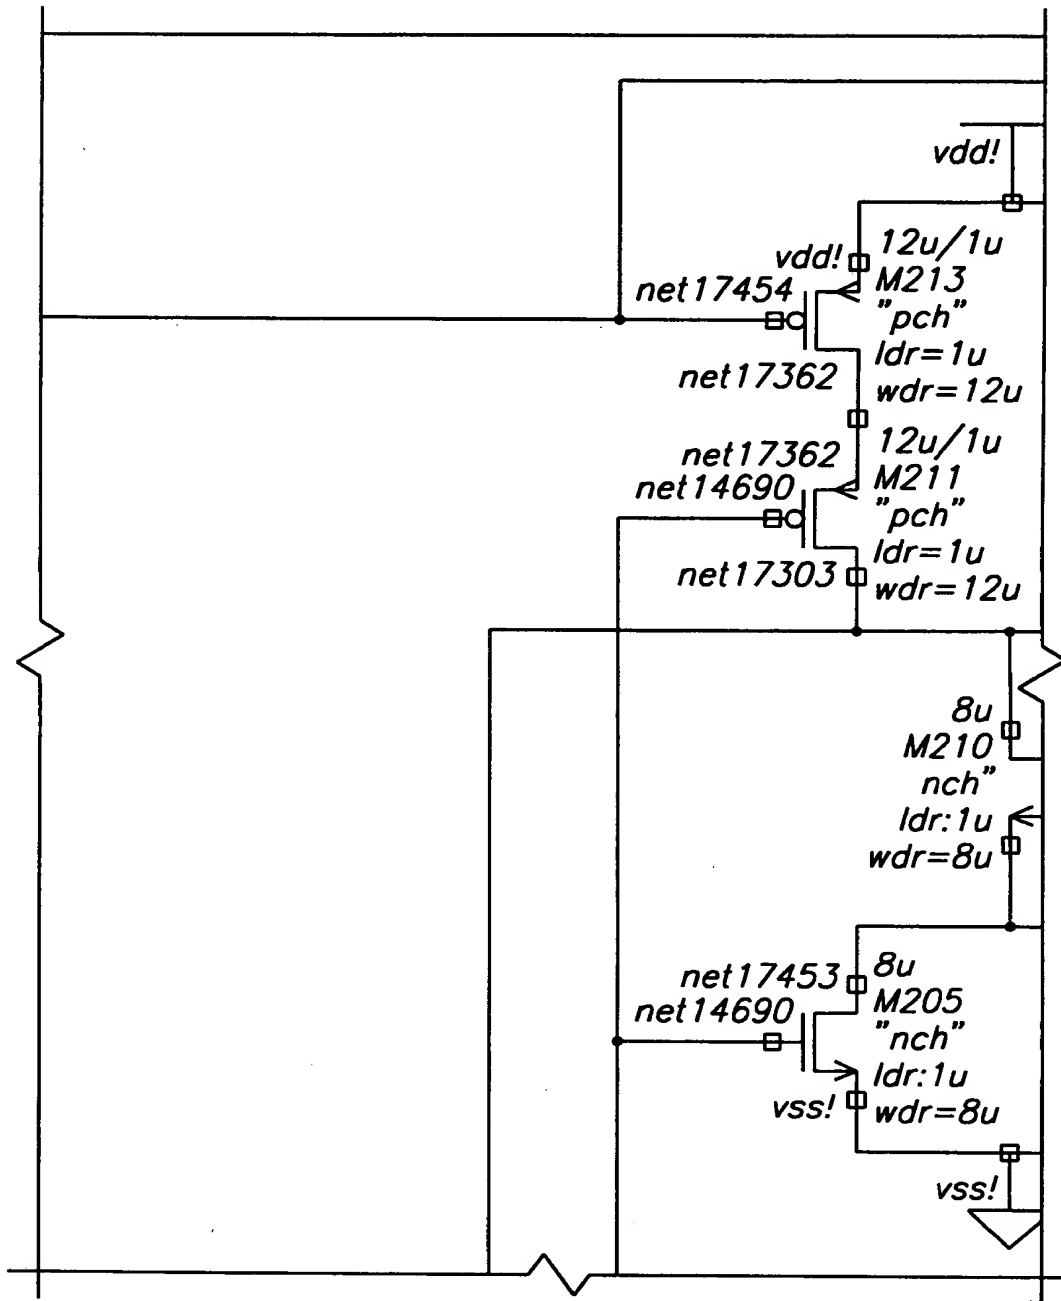 vdd!
12u/1u
vdd!
M213
net17454
"pch"
ldr=1u
net17362
wdr=12u
12u/1u
net17362
M211
net14690
"pch"
ldr=1u
net17303
wdr=12u
8u
M210
nch"
ldr:1u
wdr=8u
8u
net17453
M205
net14690
"nch"
ldr:1u
vss!
wdr=8u
vss!